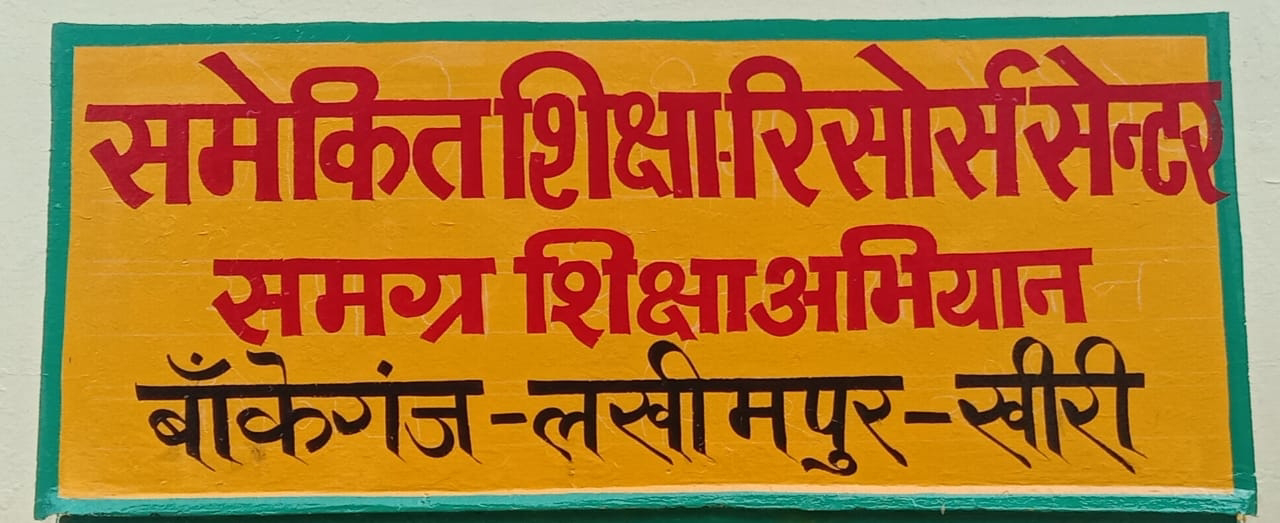 समेकित शिक्षा-रिसोर्स सेन्टर
समग्र शिक्षा अभियान
बाँकेगंज-लखीमपुर-खीरी